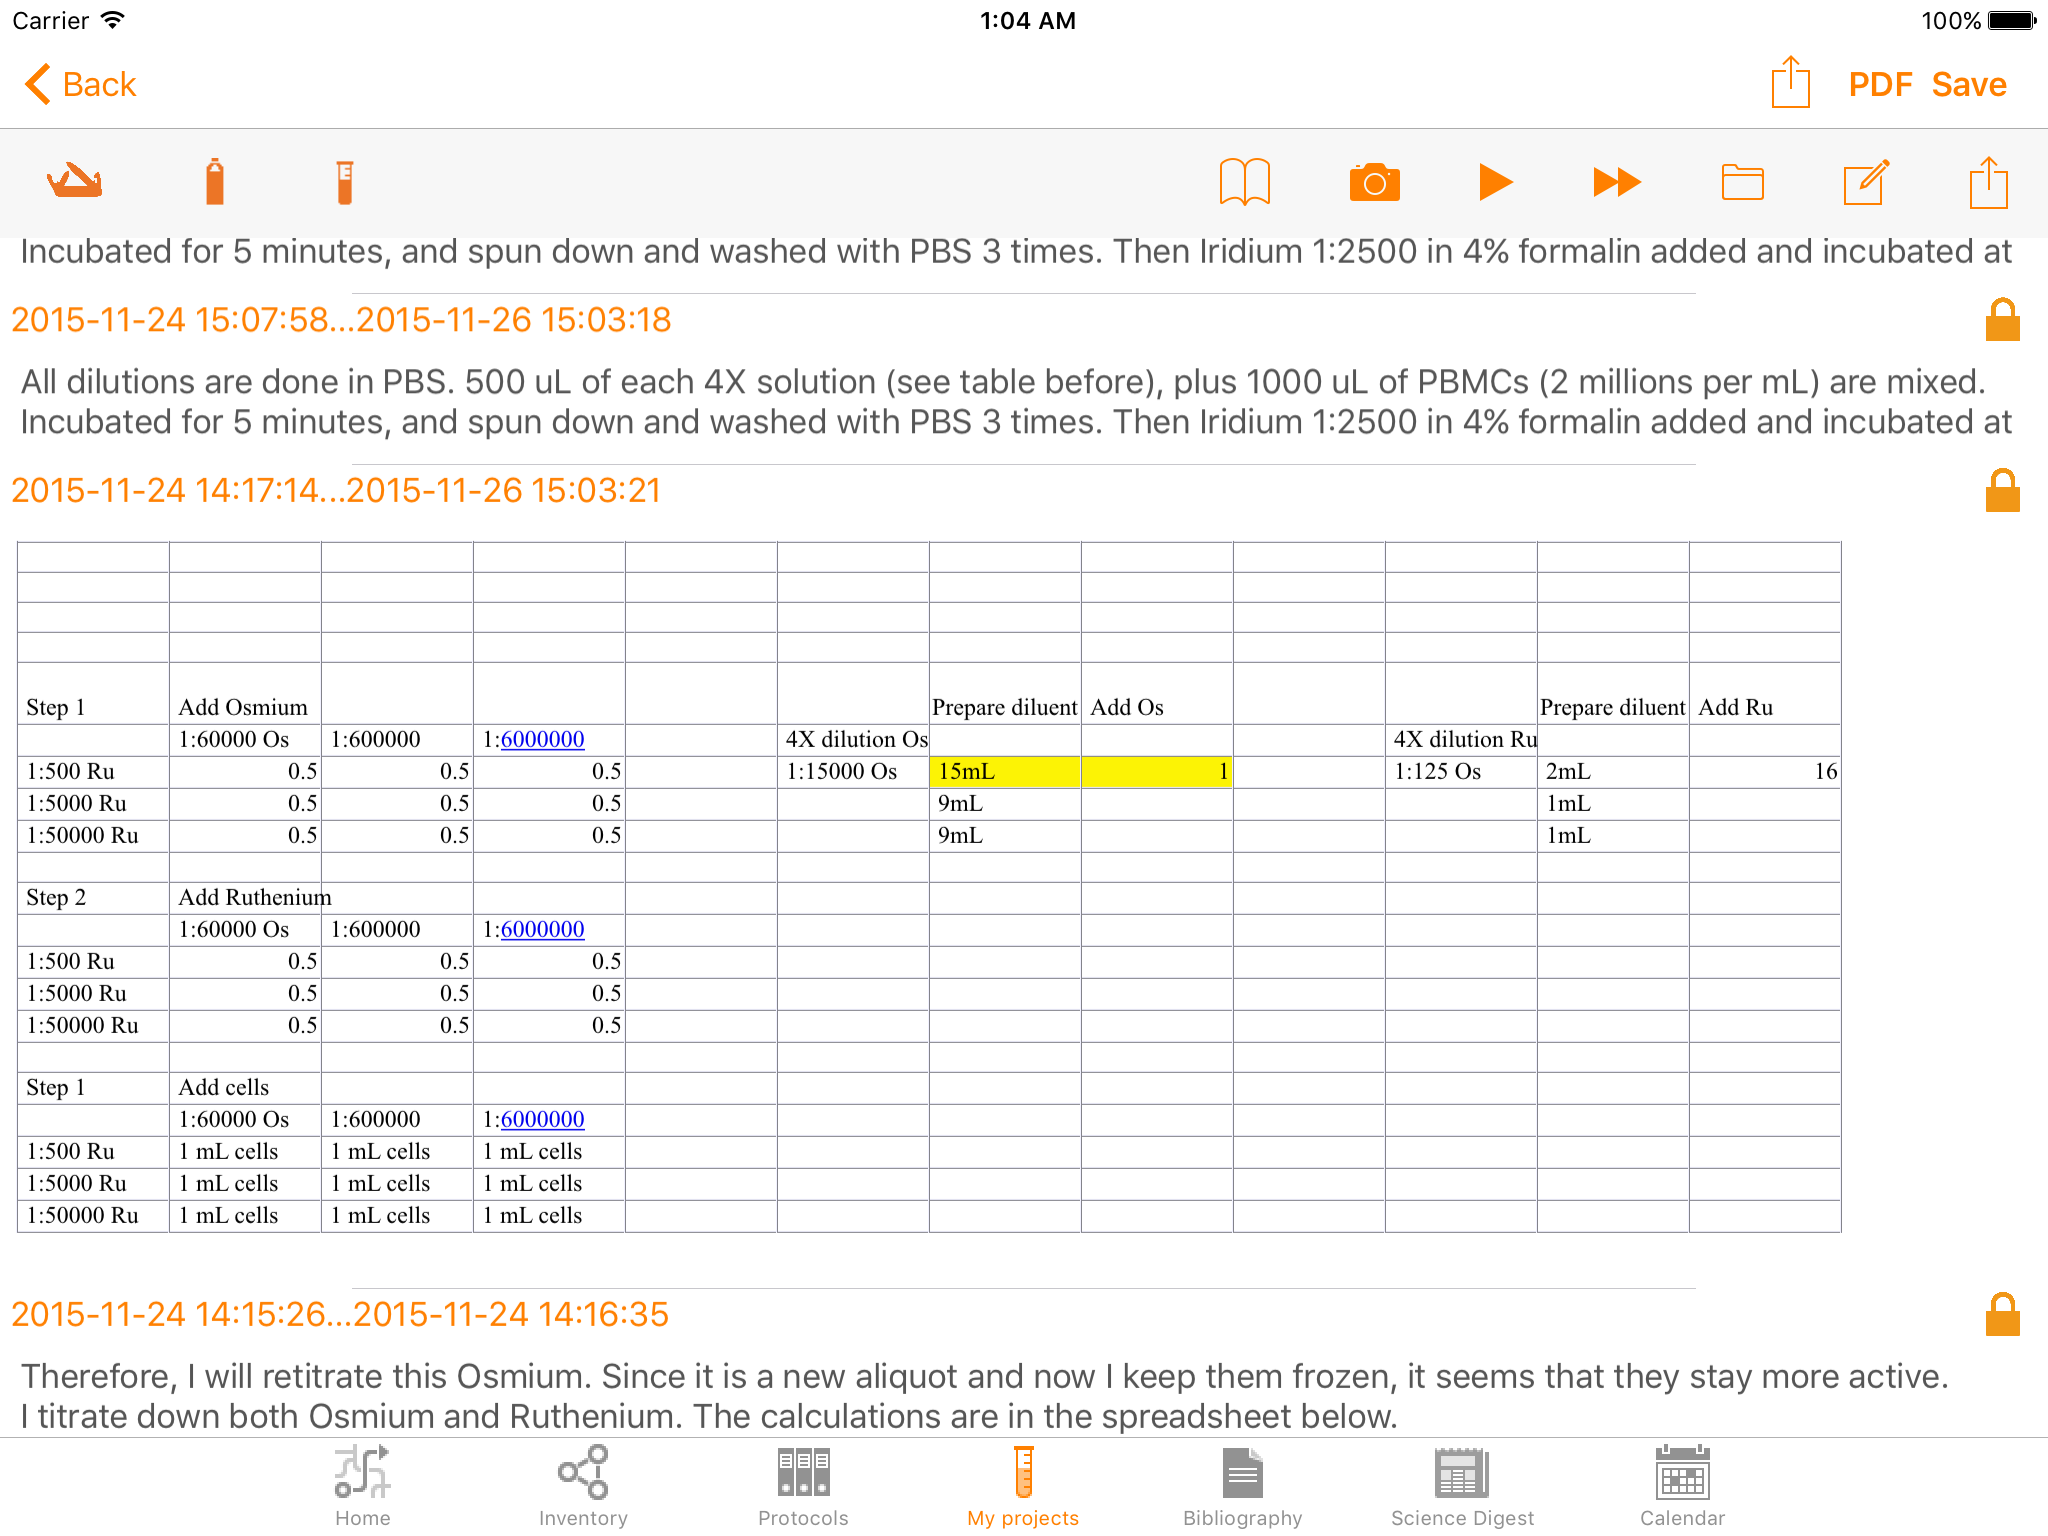 Carrier 1:04 AM 100%
Back PDF Save
Incubated for 5 minutes, and spun down and washed with PBS 3 times. Then Iridium 1:2500 in 4% formalin added and incubated at
2015-11-24 15:07:58...2015-11-26 15:03:18
All dilutions are done in PBS. 500 uL of each 4X solution (see table before), plus 1000 uL of PBMCs (2 millions per mL) are mixed.
Incubated for 5 minutes, and spun down and washed with PBS 3 times. Then Iridium 1:2500 in 4% formalin added and incubated at
2015-11-24 14:17:14...2015-11-26 15:03:21
Step 1 Add Osmium Prepare diluent Add Os Prepare diluent Add Ru
1:60000 Os 1:600000 1:6000000 4X dilution Os 4X dilution Ru
1:500 Ru 0.5 0.5 0.5 1:15000 Os 15mL 1 1:125 Os 2mL 16
1:5000 Ru 0.5 0.5 0.5 9mL 1mL
1:50000 Ru 0.5 0.5 0.5 9mL 1mL
Step 2 Add Ruthenium
1:60000 Os 1:600000 1:6000000
1:500 Ru 0.5 0.5 0.5
1:5000 Ru 0.5 0.5 0.5
1:50000 Ru 0.5 0.5 0.5
Step 1 Add cells
1:60000 Os 1:600000 1:6000000
1:500 Ru 1 mL cells 1 mL cells 1 mL cells
1:5000 Ru 1 mL cells 1 mL cells 1 mL cells
1:50000 Ru 1 mL cells 1 mL cells 1 mL cells
2015-11-24 14:15:26...2015-11-24 14:16:35
Therefore, I will retitrate this Osmium. Since it is a new aliquot and now I keep them frozen, it seems that they stay more active.
I titrate down both Osmium and Ruthenium. The calculations are in the spreadsheet below.
Home Inventory Protocols My projects Bibliography Science Digest Calendar